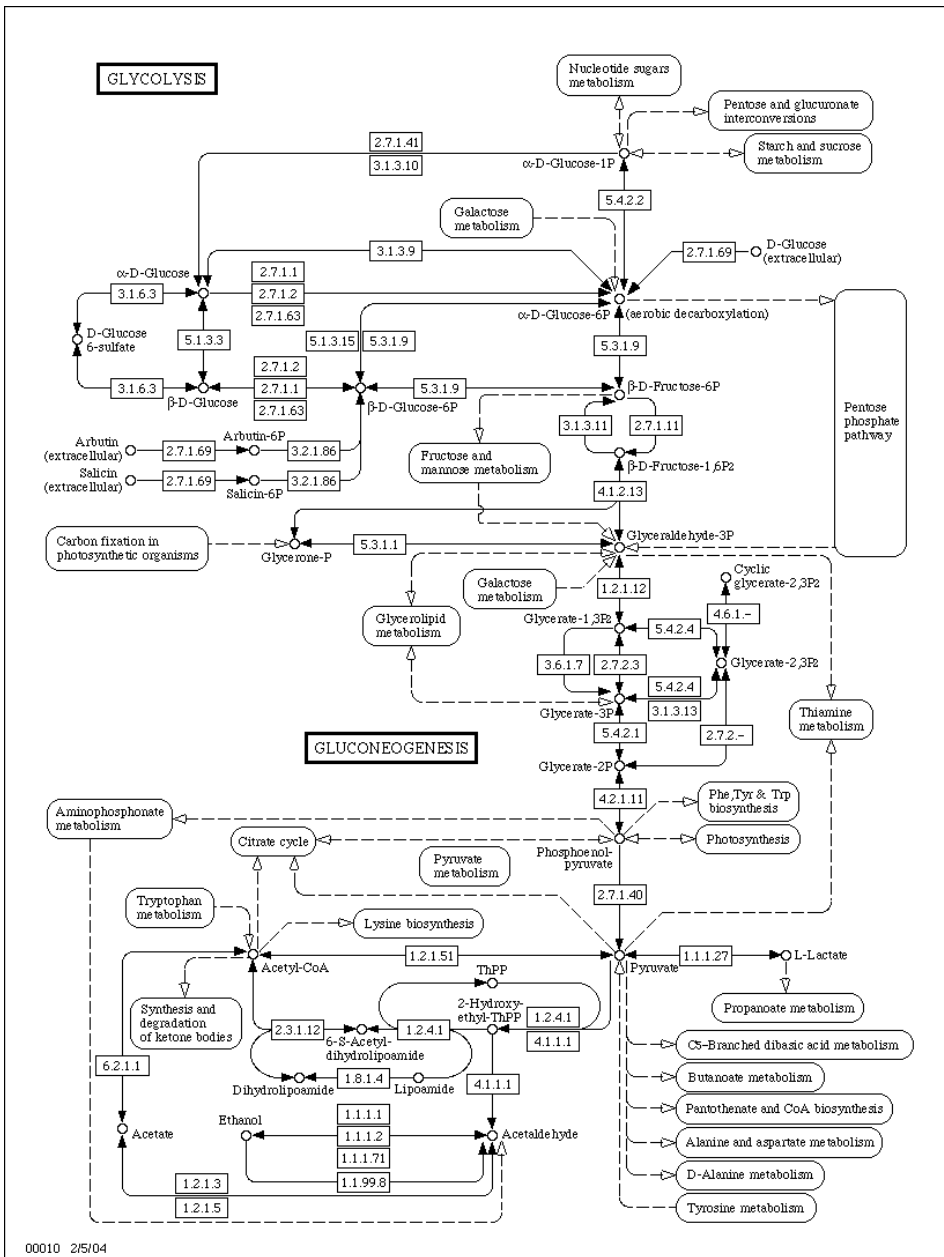 GLYCOLYSIS
Nucleotide sugars
metabolism
Pentose and glucuronate
interconversions
2.7.1.41
3.1.3.10
α-D-Glucose-1P
Starch and sucrose
metabolism
5.4.2.2
Galactose
metabolism
3.1.3.9
2.7.1.69
D-Glucose
(extracellular)
α-D-Glucose
2.7.1.1
2.7.1.2
2.7.1.63
3.1.6.3
α-D-Glucose-6P
(aerobic decarboxylation)
D-Glucose
6-sulfate
5.1.3.3
5.1.3.15
5.3.1.9
5.3.1.9
3.1.6.3
β-D-Glucose
2.7.1.2
2.7.1.1
2.7.1.63
β-D-Glucose-6P
5.3.1.9
β-D-Fructose-6P
Pentose
phosphate
pathway
3.1.3.11
2.7.1.11
Arbutin
(extracellular)
2.7.1.69
Arbutin-6P
3.2.1.86
Fructose and
mannose metabolism
β-D-Fructose-1,6P2
Salicin
(extracellular)
2.7.1.69
Salicin-6P
3.2.1.86
4.1.2.13
Carbon fixation in
photosynthetic organisms
Glycerone-P
5.3.1.1
Glyceraldehyde-3P
Galactose
metabolism
1.2.1.12
Cyclic
glycerate-2,3P2
Glycerolipid
metabolism
Glycerate-1,3P2
5.4.2.4
4.6.1.-
3.6.1.7
2.7.2.3
Glycerate-2,3P2
5.4.2.4
3.1.3.13
Glycerate-3P
5.4.2.1
2.7.2.-
Thiamine
metabolism
GLUCONEOGENESIS
Glycerate-2P
4.2.1.11
Phe,Tyr & Trp
biosynthesis
Aminophosphonate
metabolism
Citrate cycle
Phosphoenol-
pyruvate
Photosynthesis
Pyruvate
metabolism
2.7.1.40
Tryptophan
metabolism
Lysine biosynthesis
Acetyl-CoA
1.2.1.51
Pyruvate
1.1.1.27
L-Lactate
Synthesis and
degradation
of ketone bodies
ThPP
2-Hydroxy-
ethyl-ThPP
1.2.4.1
4.1.1.1
Propanoate metabolism
2.3.1.12
6-S-Acetyl-
dihydrolipoamide
1.2.4.1
C5-Branched dibasic acid metabolism
6.2.1.1
Dihydrolipoamide
1.8.1.4
Lipoamide
4.1.1.1
Butanoate metabolism
Pantothenate and CoA biosynthesis
Acetate
Ethanol
1.1.1.1
1.1.1.2
1.1.1.71
1.1.99.8
Acetaldehyde
Alanine and aspartate metabolism
D-Alanine metabolism
1.2.1.3
1.2.1.5
Tyrosine metabolism
00010 2/5/04